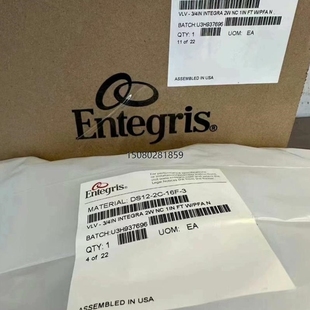 VLV - 3/4IN INTEGRA 2W NC 1IN FT W/PFA N
BATCH: U3H937696
QTY: 1 UOM: EA
11 of 22
ASSEMBLED IN USA
Entegris®
15080281859
Entegris®
MATERIAL: DS12-2C-16F-3
VLV - 3/4IN INTEGRA 2W NC 1IN FT W/PFA N
BATCH: U3H937696
QTY: 1 UOM: EA
4 of 22
ASSEMBLED IN USA